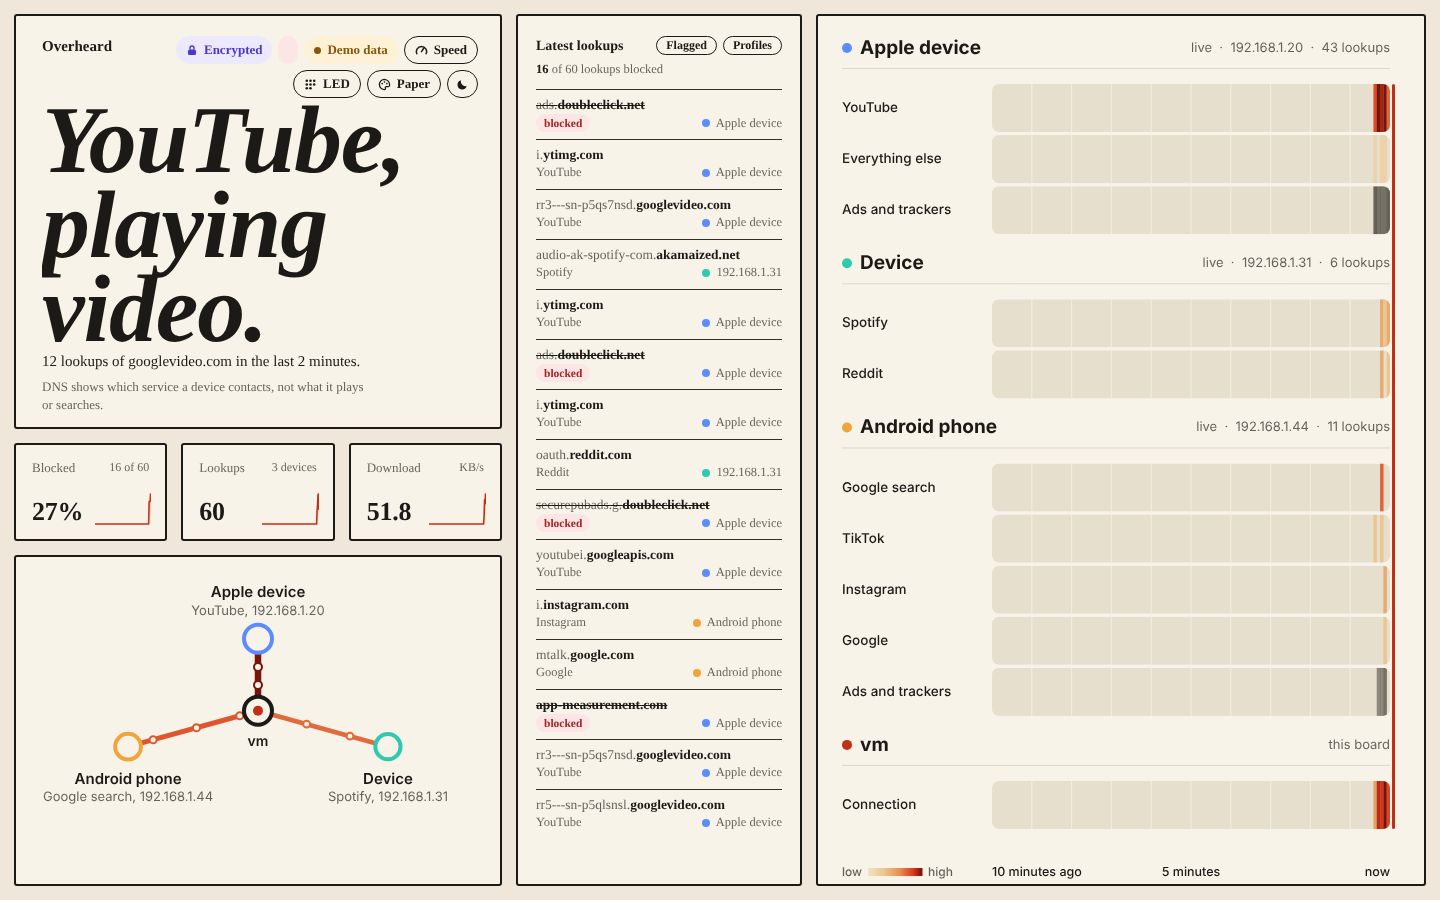 Overheard
Encrypted
Demo data
Speed
LED
Paper
YouTube,
playing
video.
12 lookups of googlevideo.com in the last 2 minutes.
DNS shows which service a device contacts, not what it plays
or searches.
Blocked 16 of 60
27%
Lookups 3 devices
60
Download KB/s
51.8
Apple device
YouTube, 192.168.1.20
vm
Android phone
Google search, 192.168.1.44
Device
Spotify, 192.168.1.31
Latest lookups Flagged Profiles
16 of 60 lookups blocked
ads.doubleclick.net
blocked Apple device
i.ytimg.com
YouTube Apple device
rr3---sn-p5qs7nsd.googlevideo.com
YouTube Apple device
audio-ak-spotify-com.akamaized.net
Spotify 192.168.1.31
i.ytimg.com
YouTube Apple device
ads.doubleclick.net
blocked Apple device
i.ytimg.com
YouTube Apple device
oauth.reddit.com
Reddit 192.168.1.31
securepubads.g.doubleclick.net
blocked Apple device
youtubei.googleapis.com
YouTube Apple device
i.instagram.com
Instagram Android phone
mtalk.google.com
Google Android phone
app-measurement.com
blocked Apple device
rr3---sn-p5qs7nsd.googlevideo.com
YouTube Apple device
rr5---sn-p5qlsnsl.googlevideo.com
YouTube Apple device
Apple device live · 192.168.1.20 · 43 lookups
YouTube
Everything else
Ads and trackers
Device live · 192.168.1.31 · 6 lookups
Spotify
Reddit
Android phone live · 192.168.1.44 · 11 lookups
Google search
TikTok
Instagram
Google
Ads and trackers
vm this board
Connection
low high 10 minutes ago 5 minutes now